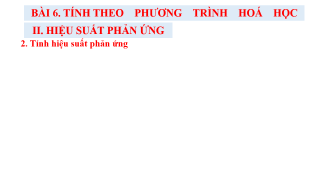 BÀI 6. TÍNH THEO PHƯƠNG TRÌNH HOÁ HỌC
II. HIỆU SUẤT PHẢN ỨNG
2. Tính hiệu suất phản ứng